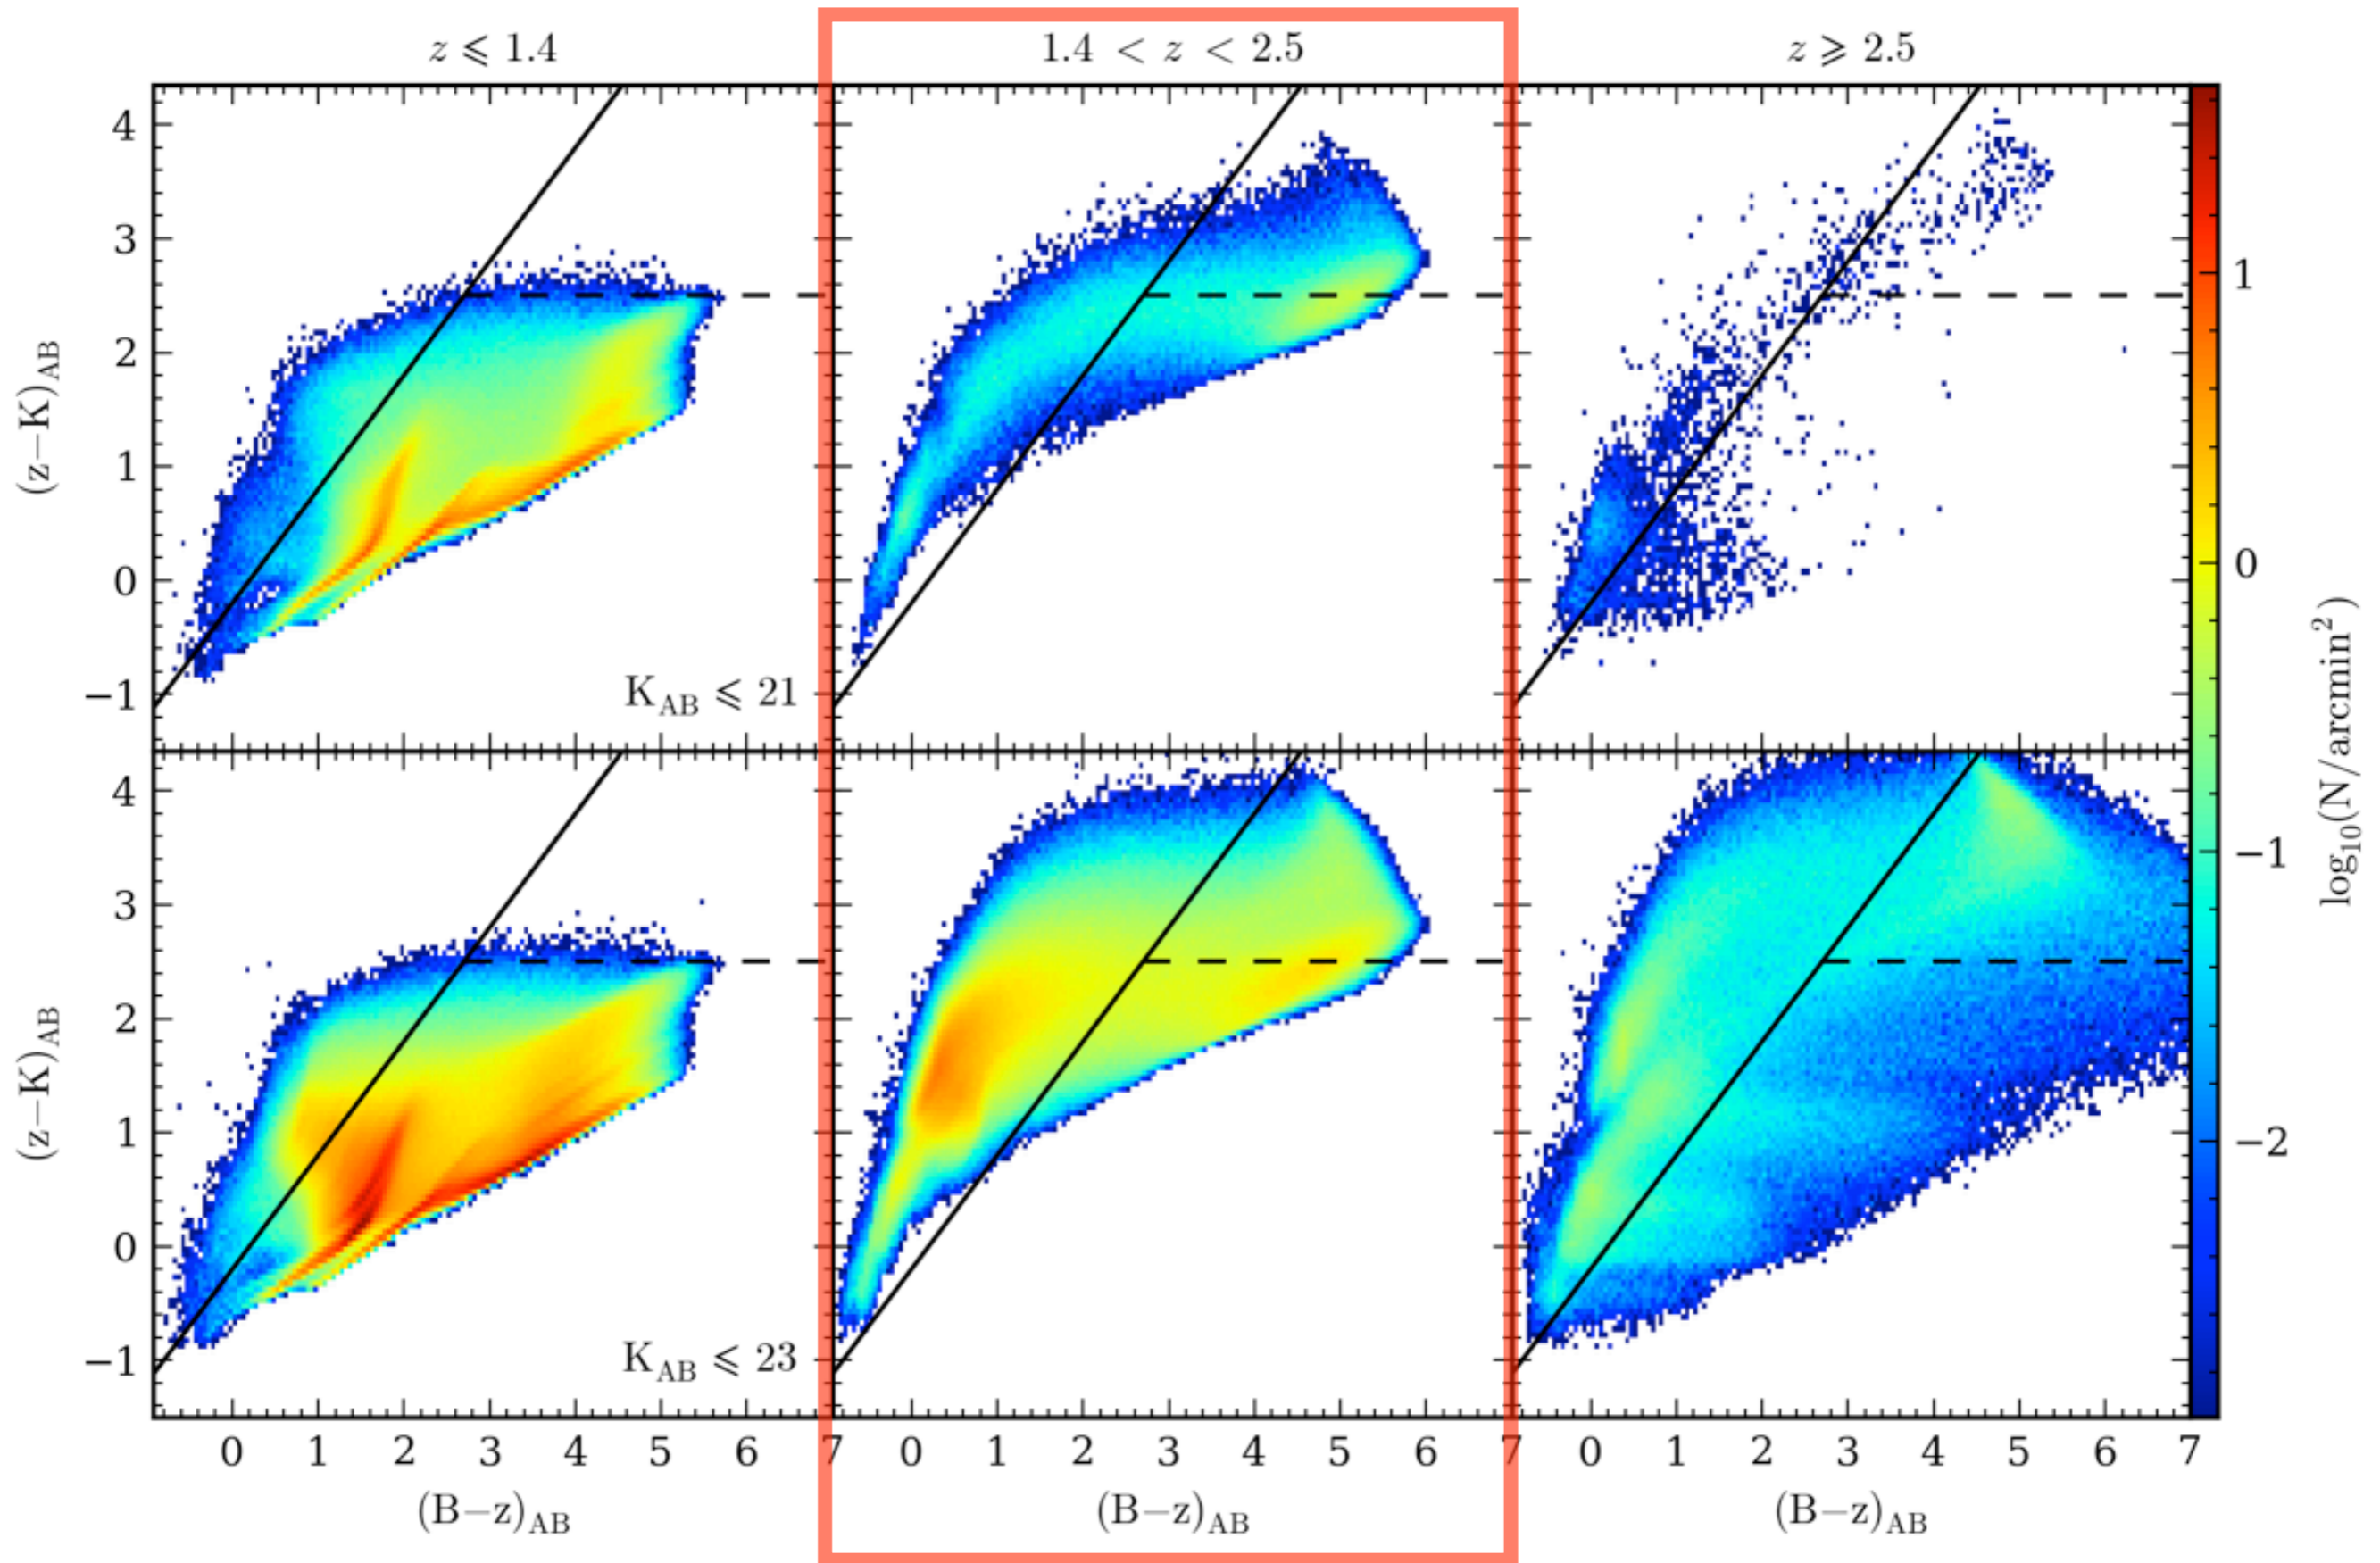 z ⩽ 1.4
1.4 < z < 2.5
z ⩾ 2.5
4
3
2
1
0
−1
(z−K)AB
KAB ⩽ 21
4
3
2
1
0
−1
(z−K)AB
KAB ⩽ 23
0 1 2 3 4 5 6 7
0 1 2 3 4 5 6 7
0 1 2 3 4 5 6 7
(B−z)AB
(B−z)AB
(B−z)AB
1
0
−1
−2
log10(N/arcmin2)